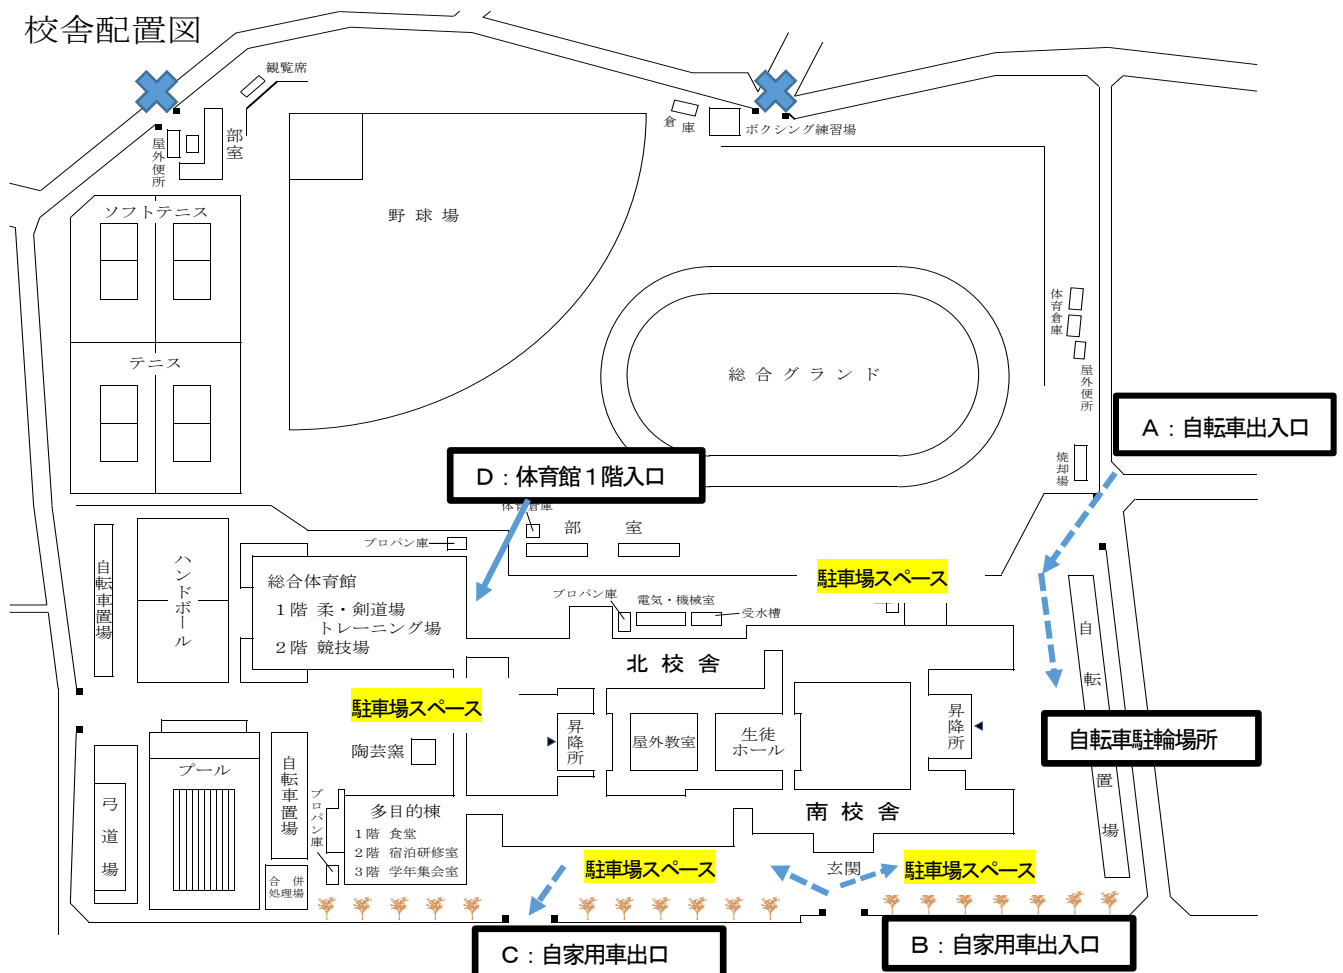 校舎配置図
観覧席
部室
屋外便所
倉庫
ボクシング練習場
ソフトテニス
野球場
テニス
総合グランド
体育倉庫
屋外便所
焼却場
A：自転車出入口
D：体育館１階入口
体育倉庫
部室
プロパン庫
自転車置場
ハンドボール
総合体育館
１階 柔・剣道場
トレーニング場
２階 競技場
プロパン庫
電気・機械室
受水槽
駐車場スペース
北校舎
自転車置場
駐車場スペース
昇降所
屋外教室
生徒
ホール
昇降所
自転車駐輪場所
陶芸窯
弓道場
プール
自転車置場
プロパン庫
多目的棟
１階 食堂
２階 宿泊研修室
３階 学年集会室
合併
処理場
南校舎
玄関
駐車場スペース
駐車場スペース
C：自家用車出口
B：自家用車出入口